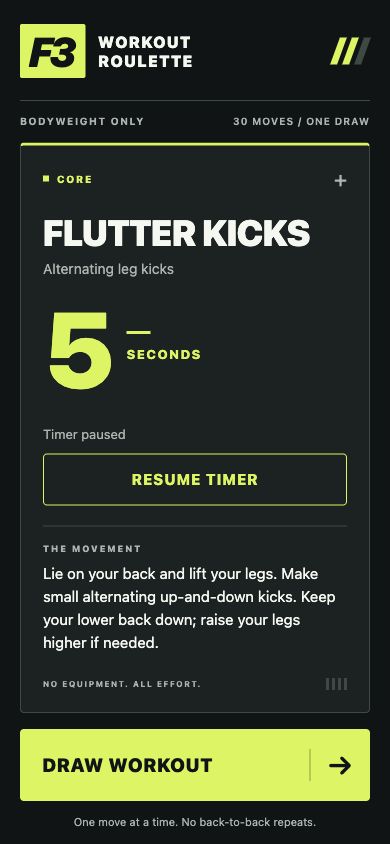 F3
WORKOUT
ROULETTE
BODYWEIGHT ONLY
30 MOVES / ONE DRAW
CORE
+
FLUTTER KICKS
Alternating leg kicks
5
SECONDS
Timer paused
RESUME TIMER
THE MOVEMENT
Lie on your back and lift your legs. Make
small alternating up-and-down kicks. Keep
your lower back down; raise your legs
higher if needed.
NO EQUIPMENT. ALL EFFORT.
DRAW WORKOUT
One move at a time. No back-to-back repeats.